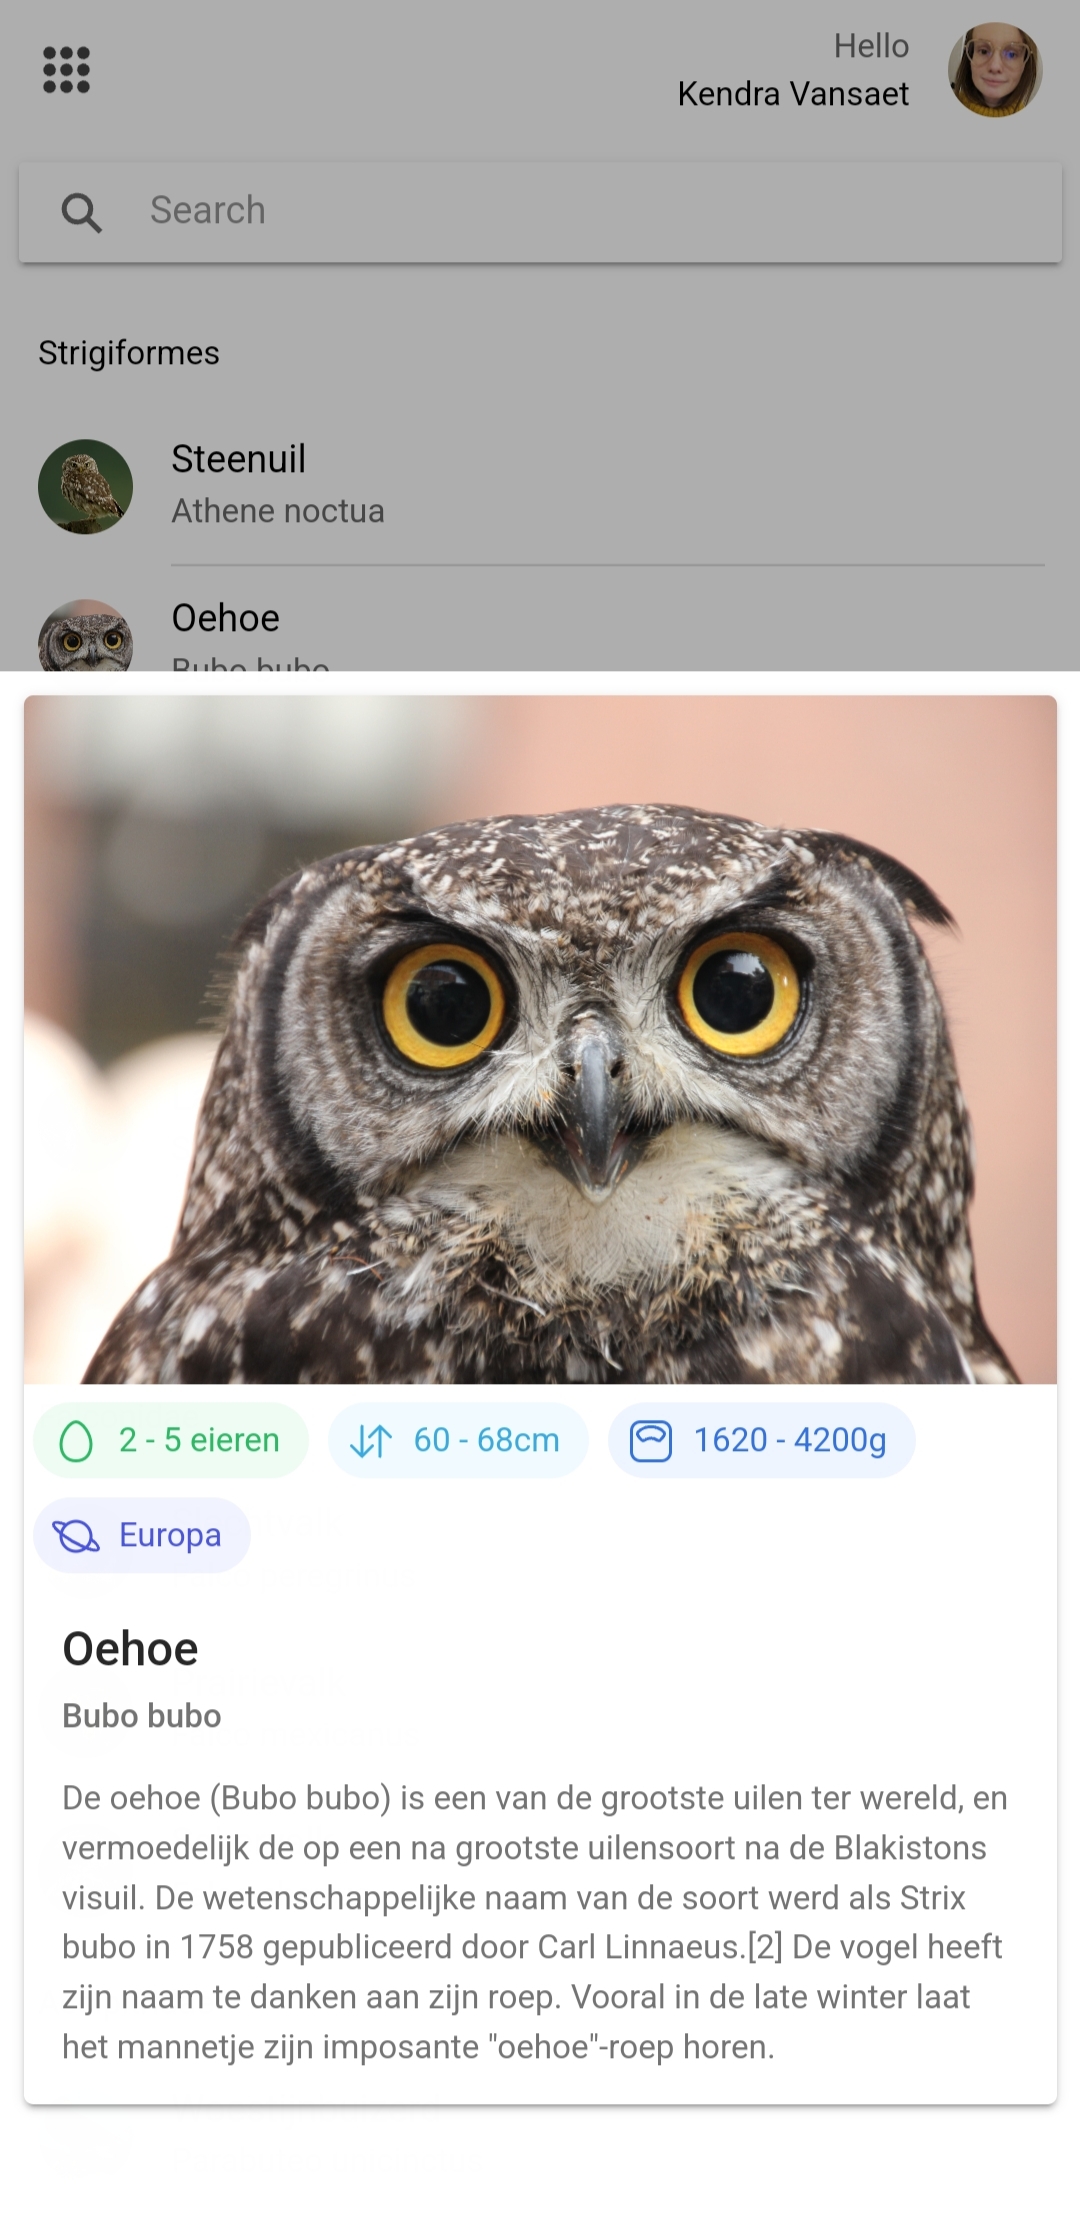 Hello
Kendra Vansaet
Search
Strigiformes
Steenuil
Athene noctua
Oehoe
Bubo bubo
2 - 5 eieren
60 - 68cm
1620 - 4200g
Europa
Oehoe
Bubo bubo
De oehoe (Bubo bubo) is een van de grootste uilen ter wereld, en
vermoedelijk de op een na grootste uilensoort na de Blakistons
visuil. De wetenschappelijke naam van de soort werd als Strix
bubo in 1758 gepubliceerd door Carl Linnaeus.[2] De vogel heeft
zijn naam te danken aan zijn roep. Vooral in de late winter laat
het mannetje zijn imposante "oehoe"-roep horen.